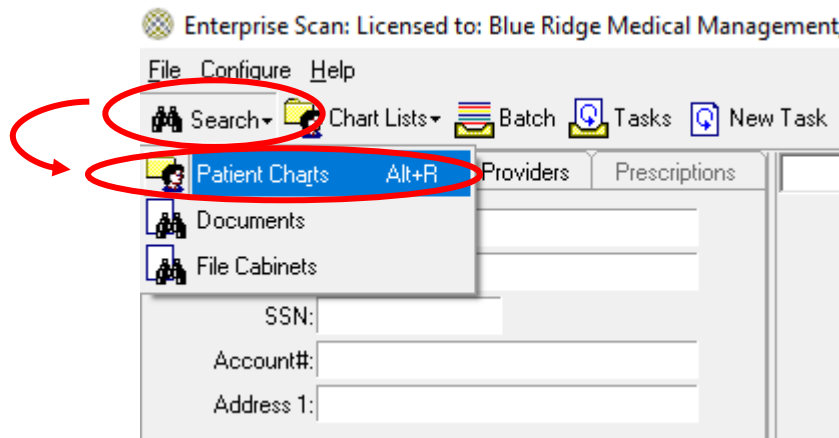 Enterprise Scan: Licensed to: Blue Ridge Medical Management
File Configure Help
Search Chart Lists Batch Tasks New Task
Patient Charts Alt+R Providers Prescriptions
Documents
File Cabinets
SSN:
Account#:
Address 1: